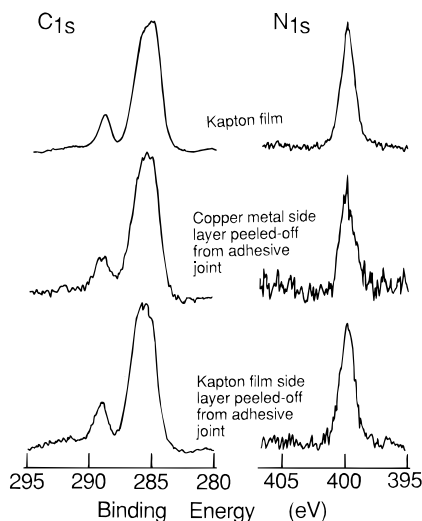 C1s
N1s
Kapton film
Copper metal side
layer peeled-off
from adhesive
joint
Kapton film side
layer peeled-off
from adhesive
joint
295 290 285 280 405 400 395
Binding Energy (eV)